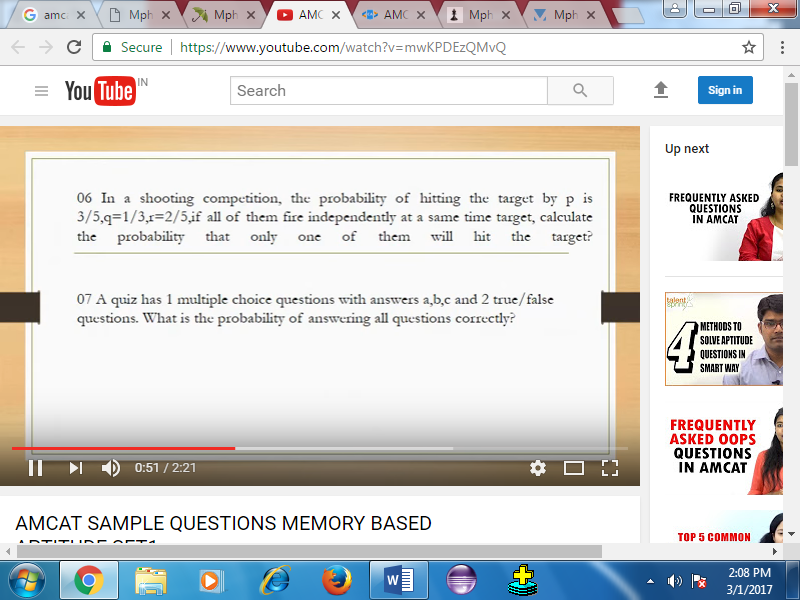 amca
Mph
Mph
AMC
AMC
Mph
Mph
Secure
https://www.youtube.com/watch?v=mwKPDEzQMvQ
YouTube IN
Search
Sign in
06 In a shooting competition, the probability of hitting the target by p is
3/5,q=1/3,r=2/5,if all of them fire independently at a same time target, calculate
the probability that only one of them will hit the target?
07 A quiz has 1 multiple choice questions with answers a,b,c and 2 true/false
questions. What is the probability of answering all questions correctly?
0:51 / 2:21
AMCAT SAMPLE QUESTIONS MEMORY BASED
APTITUDE SET1
Up next
FREQUENTLY ASKED
QUESTIONS
IN AMCAT
talent
spring
4 METHODS TO
SOLVE APTITUDE
QUESTIONS IN
SMART WAY
FREQUENTLY
ASKED OOPS
QUESTIONS
IN AMCAT
TOP 5 COMMON
2:08 PM
3/1/2017